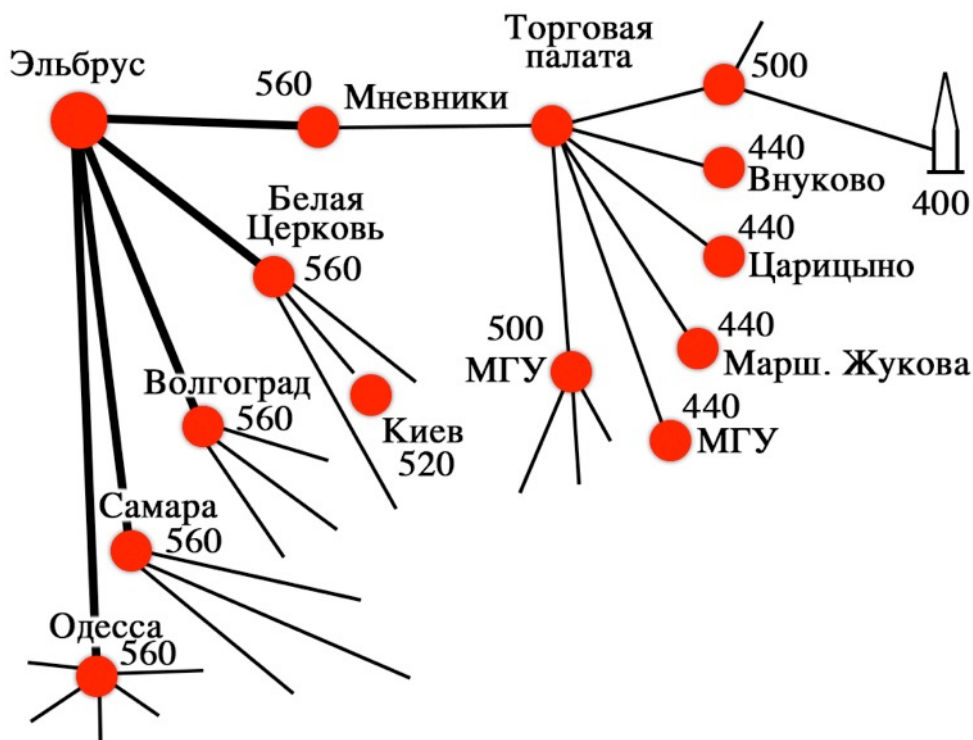 Эльбрус
560
Мневники
Торговая
палата
500
440
Внуково
400
440
Царицыно
Белая
Церковь
560
500
МГУ
440
Марш. Жукова
440
МГУ
Волгоград
560
Киев
520
Самара
560
Одесса
560